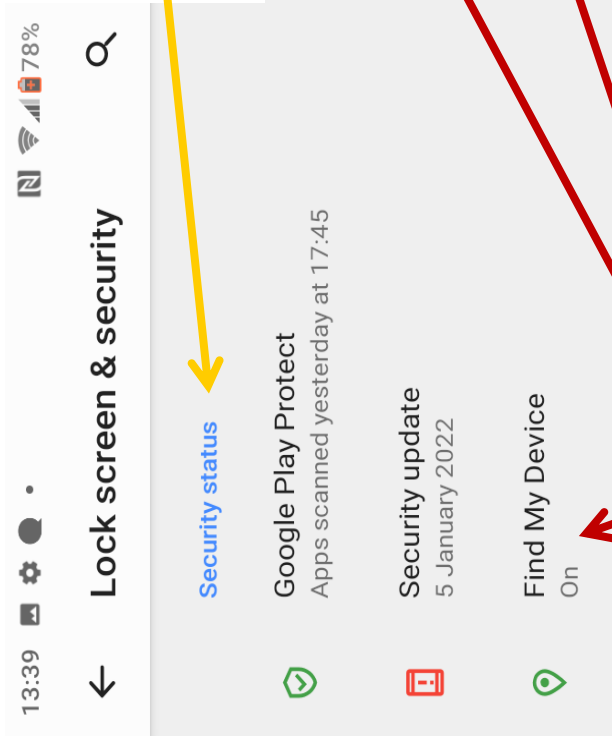 13:39
78%
Lock screen & security
Security status
Google Play Protect
Apps scanned yesterday at 17:45
Security update
5 January 2022
Find My Device
On